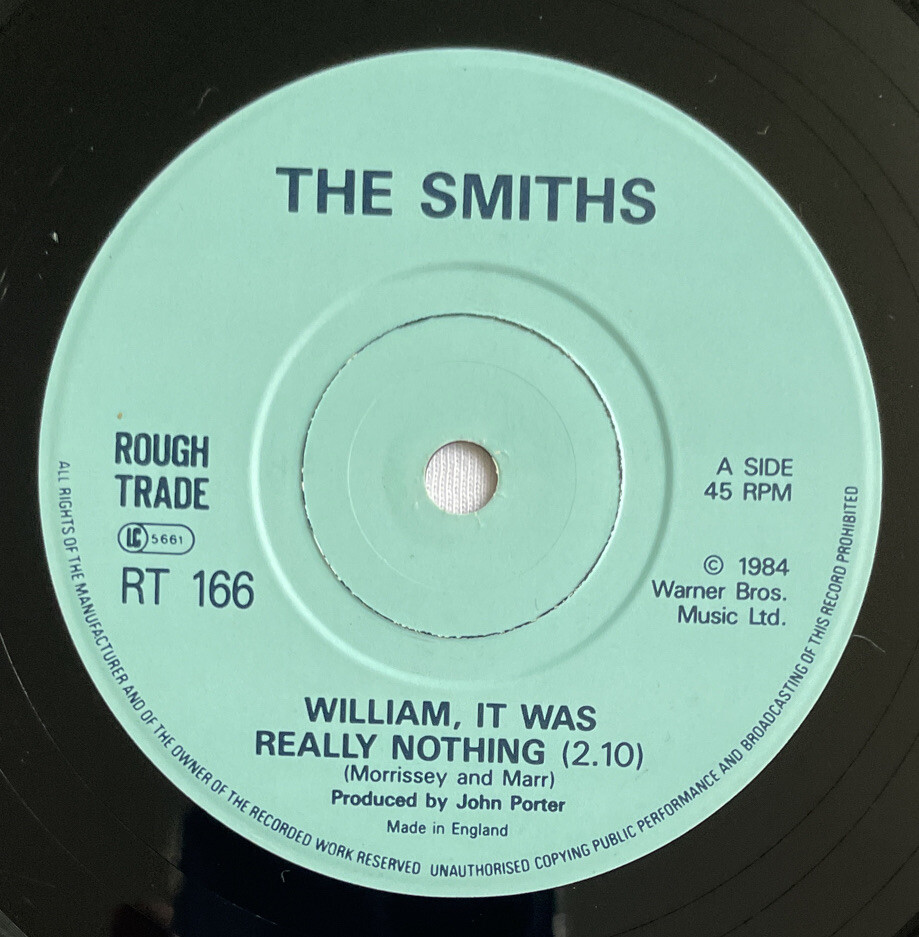 THE SMITHS
ROUGH
TRADE
LC 5661
RT 166
A SIDE
45 RPM
© 1984
Warner Bros.
Music Ltd.
WILLIAM, IT WAS
REALLY NOTHING (2.10)
(Morrissey and Marr)
Produced by John Porter
Made in England
ALL RIGHTS OF THE MANUFACTURER AND OF THE OWNER OF THE RECORDED WORK RESERVED UNAUTHORISED COPYING PUBLIC PERFORMANCE AND BROADCASTING OF THIS RECORD PROHIBITED